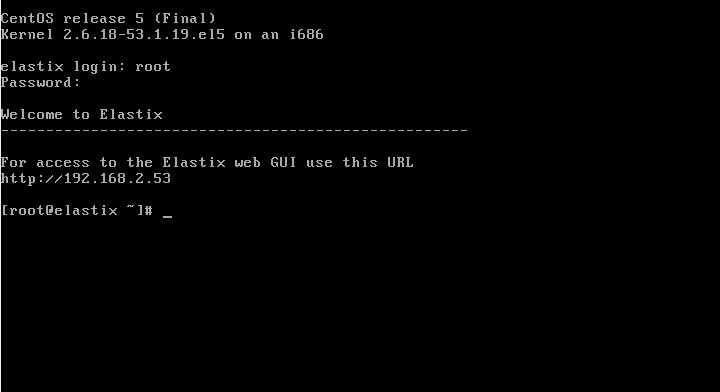 CentOS release 5 (Final)
Kernel 2.6.18-53.1.19.el5 on an i686
elastix login: root
Password:
Welcome to Elastix
----------------------------------------------------
For access to the Elastix web GUI use this URL
http://192.168.2.53
[root@elastix ~]# _